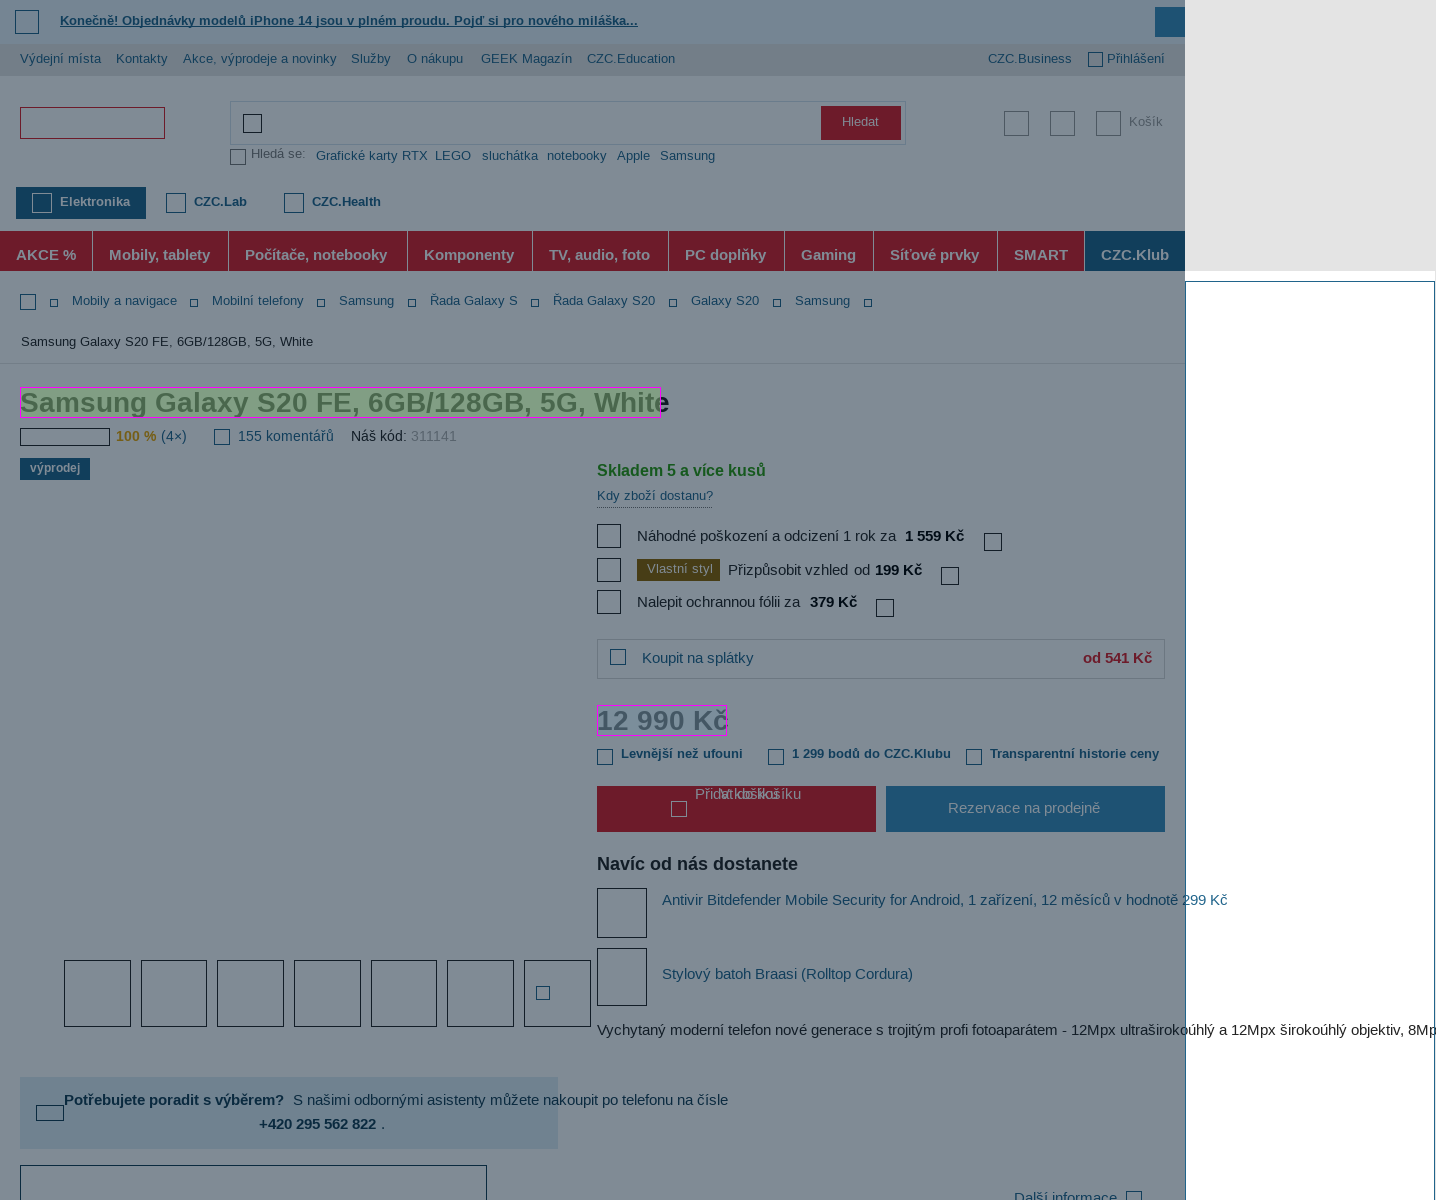 Konečně! Objednávky modelů iPhone 14 jsou v plném proudu. Pojď si pro nového miláška...
Výdejní místa Kontakty Akce, výprodeje a novinky Služby O nákupu GEEK Magazín CZC.Education CZC.Business Přihlášení
Hledat
Košík
Hledá se: Grafické karty RTX LEGO sluchátka notebooky Apple Samsung
Elektronika CZC.Lab CZC.Health
AKCE % Mobily, tablety Počítače, notebooky Komponenty TV, audio, foto PC doplňky Gaming Síťové prvky SMART CZC.Klub
Mobily a navigace Mobilní telefony Samsung Řada Galaxy S Řada Galaxy S20 Galaxy S20 Samsung
Samsung Galaxy S20 FE, 6GB/128GB, 5G, White
Samsung Galaxy S20 FE, 6GB/128GB, 5G, White
100 % (4×) 155 komentářů Náš kód: 311141
výprodej
Skladem 5 a více kusů
Kdy zboží dostanu?
Náhodné poškození a odcizení 1 rok za 1 559 Kč
Vlastní styl Přizpůsobit vzhled od 199 Kč
Nalepit ochrannou fólii za 379 Kč
Koupit na splátky od 541 Kč
12 990 Kč
Levnější než ufouni 1 299 bodů do CZC.Klubu Transparentní historie ceny
Přidat do košíku
V košíku
Rezervace na prodejně
Navíc od nás dostanete
Antivir Bitdefender Mobile Security for Android, 1 zařízení, 12 měsíců v hodnotě 299 Kč
Stylový batoh Braasi (Rolltop Cordura)
Vychytaný moderní telefon nové generace s trojitým profi fotoaparátem - 12Mpx ultraširokoúhlý a 12Mpx širokoúhlý objektiv, 8Mp
Potřebujete poradit s výběrem? S našimi odbornými asistenty můžete nakoupit po telefonu na čísle
+420 295 562 822 .
Další informace